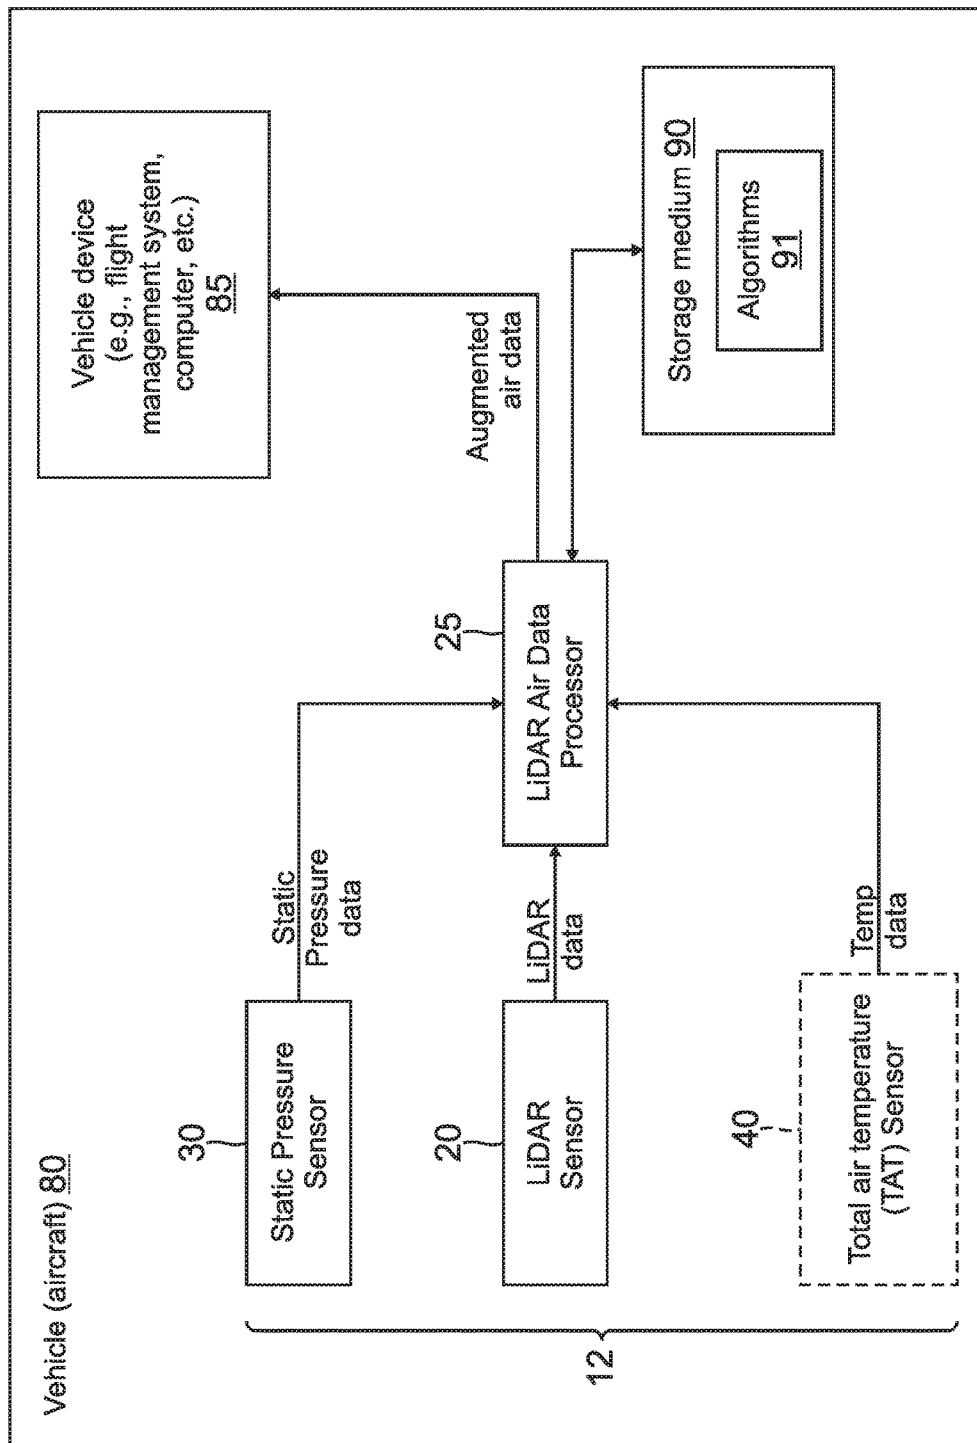 Vehicle (aircraft) 80
12
30
Static Pressure
Sensor
Static
Pressure
data
20
LiDAR
Sensor
LiDAR
data
40
Total air temperature
(TAT) Sensor
Temp
data
25
LiDAR Air Data
Processor
Augmented
air data
Vehicle device
(e.g., flight
management system,
computer, etc.)
85
Storage medium 90
Algorithms
91